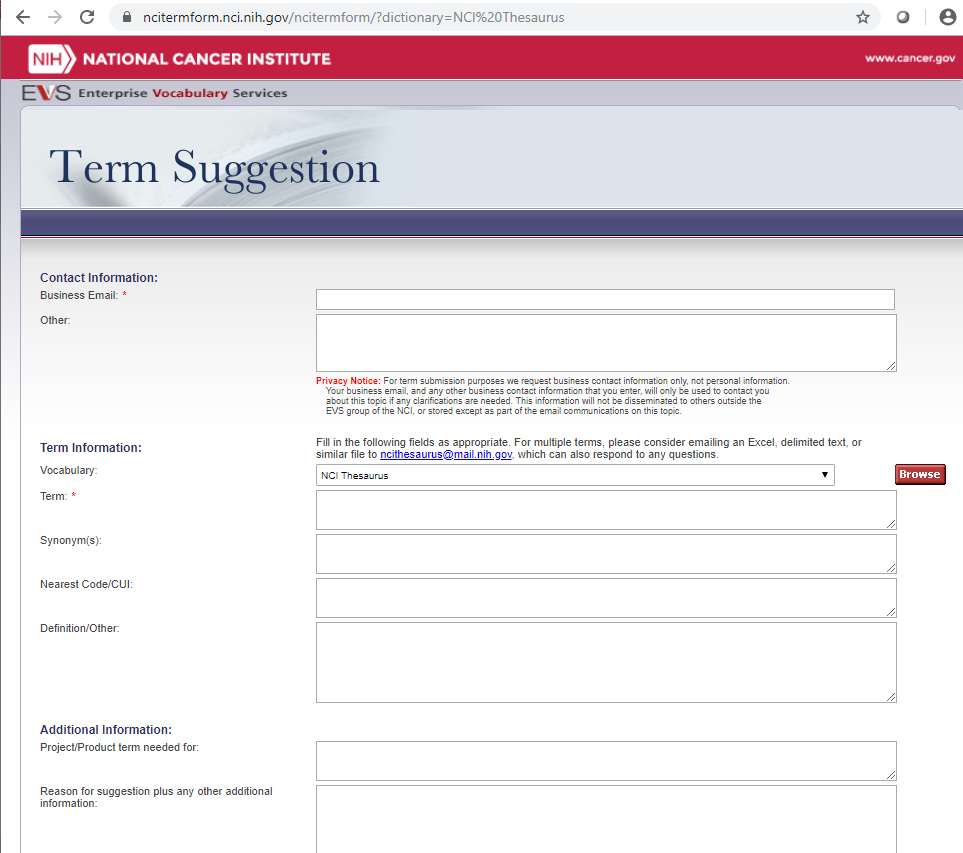 ncitermform.nci.nih.gov/ncitermform/?dictionary=NCI%20Thesaurus
NIH NATIONAL CANCER INSTITUTE
www.cancer.gov
EVS Enterprise Vocabulary Services
Term Suggestion
Contact Information:
Business Email: *
Other:
Privacy Notice: For term submission purposes we request business contact information only, not personal information.
Your business email, and any other business contact information that you enter, will only be used to contact you
about this topic if any clarifications are needed. This information will not be disseminated to others outside the
EVS group of the NCI, or stored except as part of the email communications on this topic.
Term Information:
Fill in the following fields as appropriate. For multiple terms, please consider emailing an Excel, delimited text, or
similar file to ncithesaurus@mail.nih.gov, which can also respond to any questions.
Vocabulary:
NCI Thesaurus
Browse
Term: *
Synonym(s):
Nearest Code/CUI:
Definition/Other:
Additional Information:
Project/Product term needed for:
Reason for suggestion plus any other additional
information: